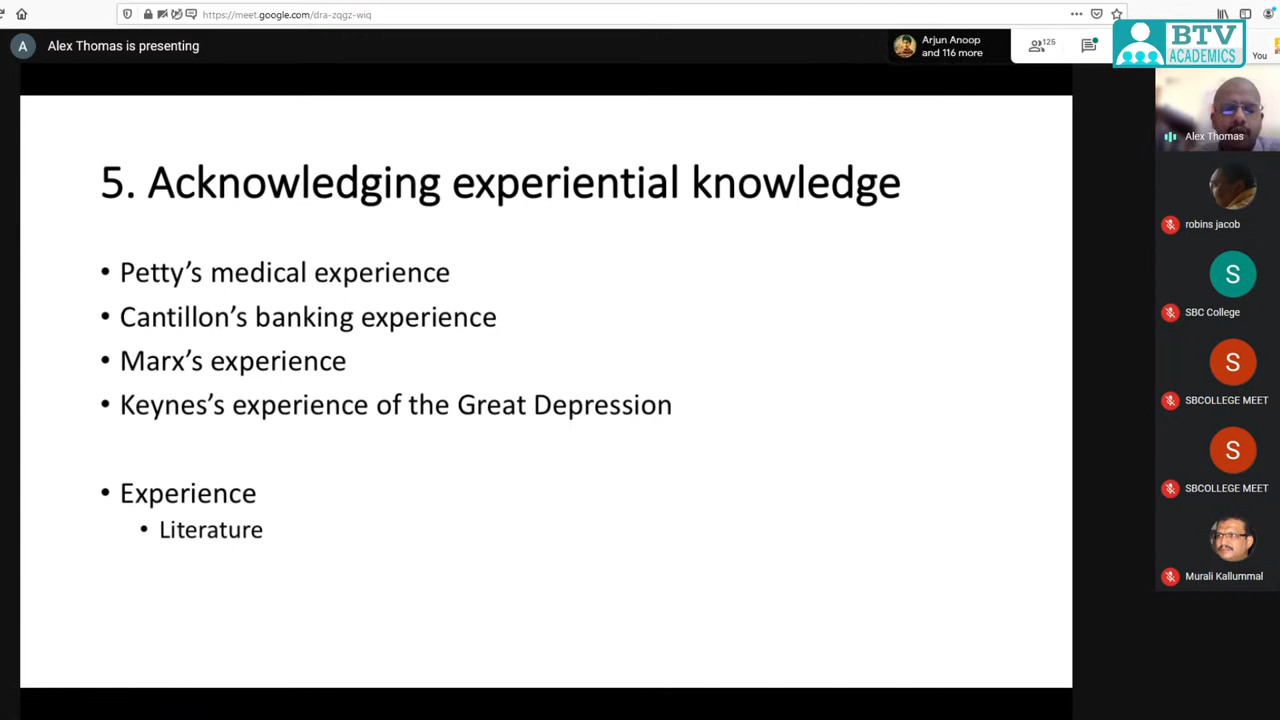 https://meet.google.com/dra-zqgz-wiq
A
Alex Thomas is presenting
Arjun Anoop
and 116 more
125
BTV
ACADEMICS
You
5. Acknowledging experiential knowledge
• Petty's medical experience
• Cantillon's banking experience
• Marx's experience
• Keynes's experience of the Great Depression
• Experience
• Literature
Alex Thomas
robins jacob
S
SBC College
S
SBCOLLEGE MEET
S
SBCOLLEGE MEET
Murali Kallummal